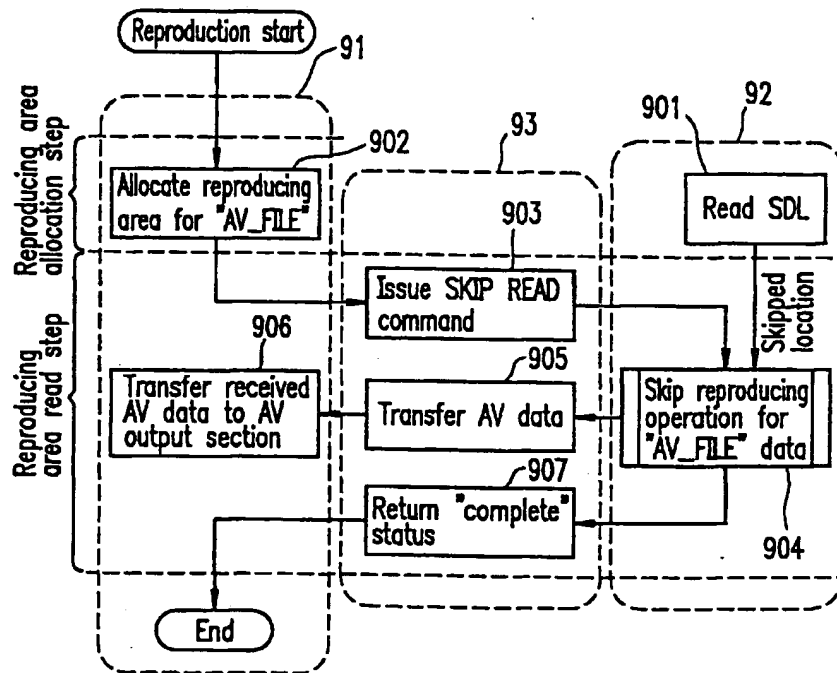 Reproduction start
91
Reproducing area
allocation step
902
Allocate reproducing
area for "AV_FILE"
93
901
92
Read SDL
903
Issue SKIP READ
command
Skipped
location
Reproducing
area read step
906
Transfer received
AV data to AV
output section
905
Transfer AV data
Skip reproducing
operation for
"AV_FILE" data
904
907
Return "complete"
status
End